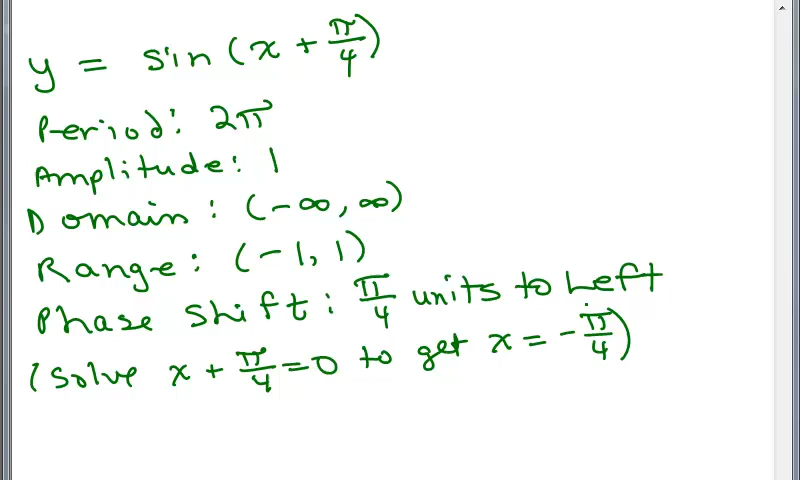 y = sin(x + π/4)
Period: 2π
Amplitude: 1
Domain: (-∞, ∞)
Range: (-1, 1)
Phase shift: π/4 units to Left
(Solve x + π/4 = 0 to get x = -π/4)